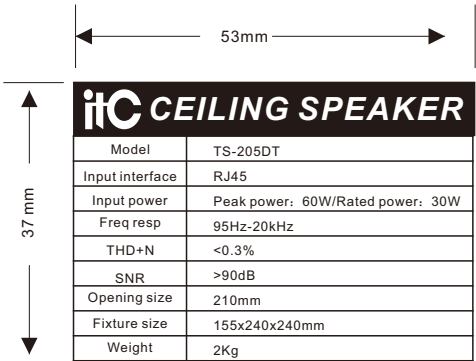 53mm
37 mm
itC CEILING SPEAKER
Model TS-205DT
Input interface RJ45
Input power Peak power: 60W/Rated power: 30W
Freq resp 95Hz-20kHz
THD+N <0.3%
SNR >90dB
Opening size 210mm
Fixture size 155x240x240mm
Weight 2Kg